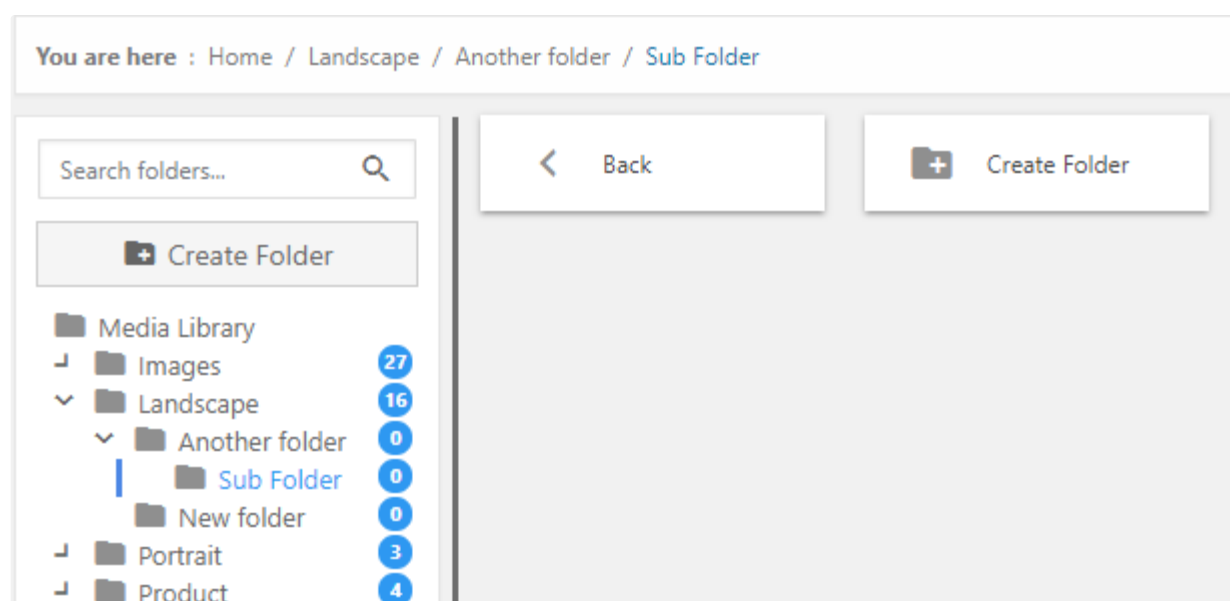 You are here : Home / Landscape / Another folder / Sub Folder
Search folders...
Create Folder
Media Library
Images 27
Landscape 16
Another folder 0
Sub Folder 0
New folder 0
Portrait 3
Product 4
Back
Create Folder